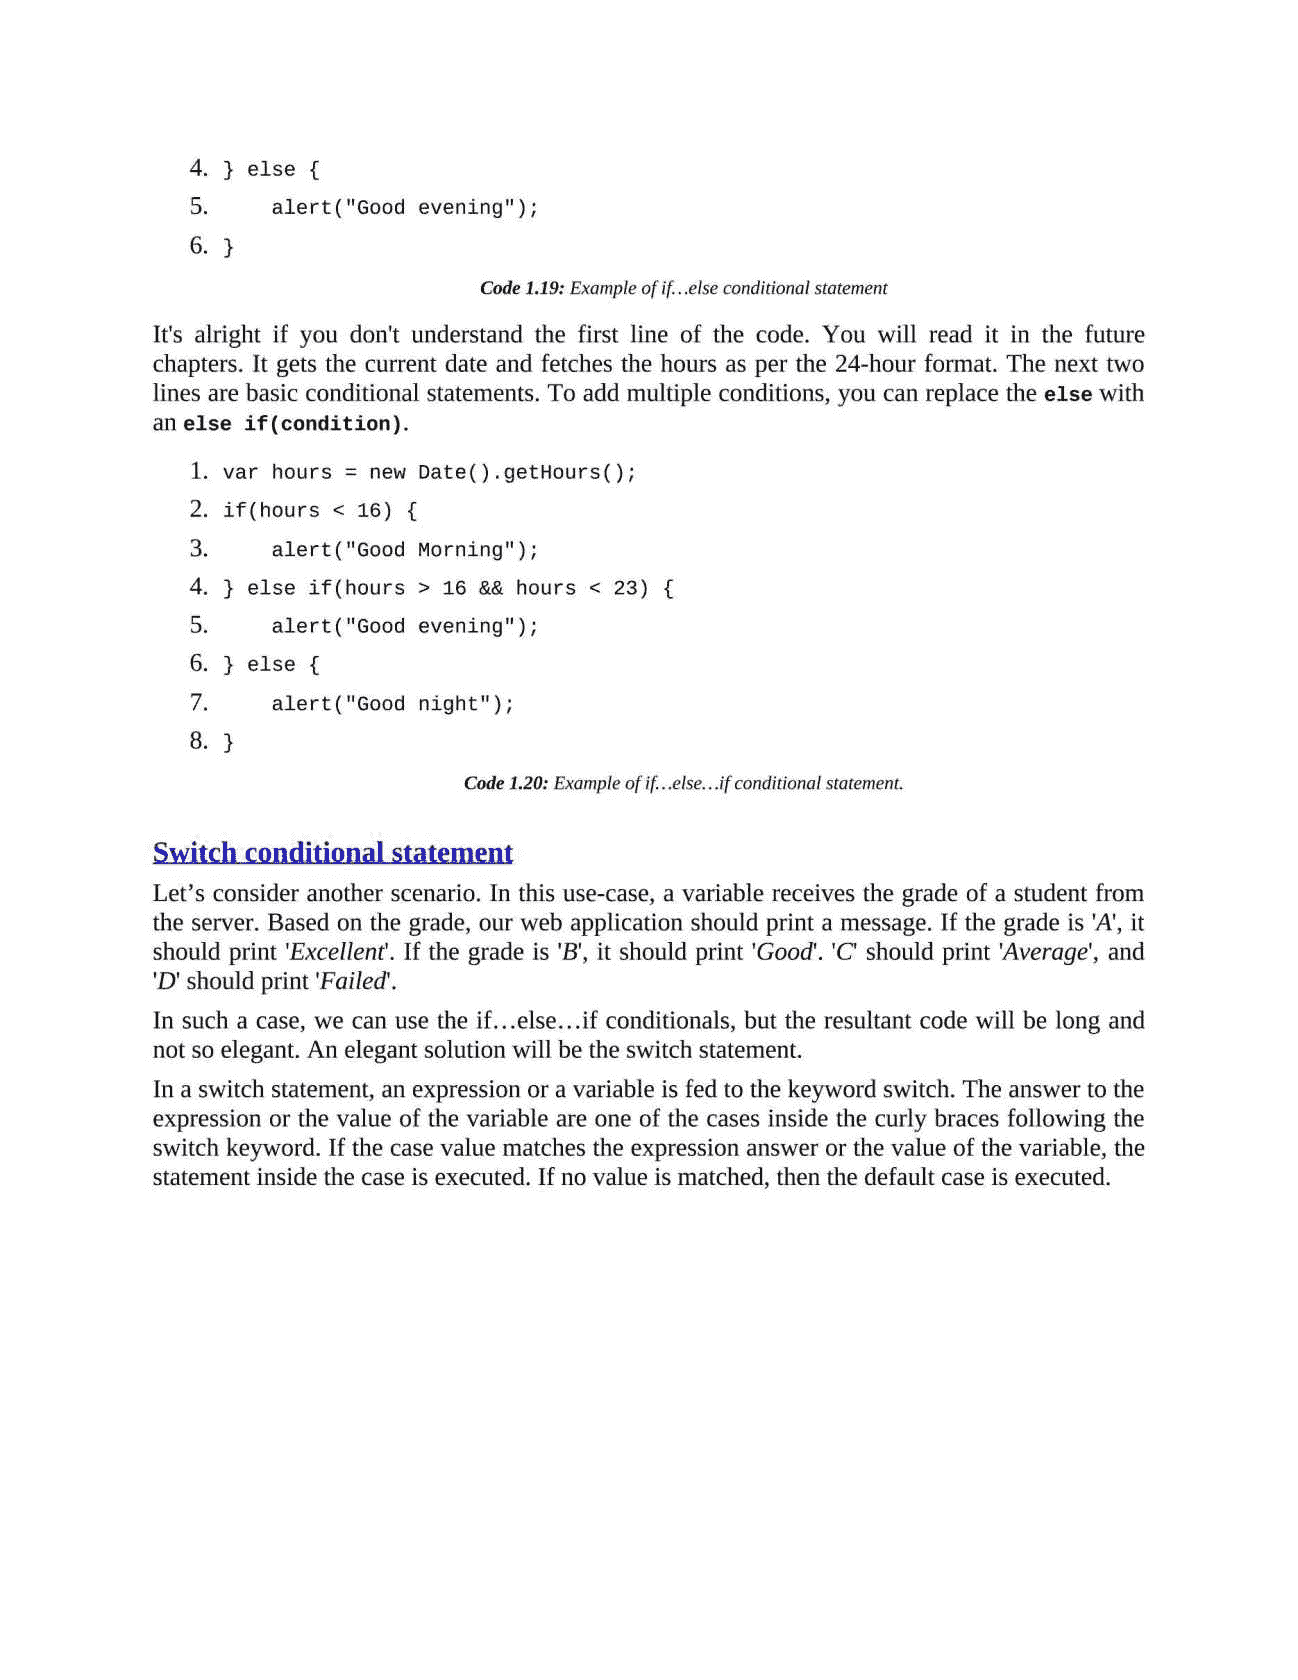 4. } else {
5.     alert("Good evening");
6. }
Code 1.19: Example of if…else conditional statement
It's alright if you don't understand the first line of the code. You will read it in the future
chapters. It gets the current date and fetches the hours as per the 24-hour format. The next two
lines are basic conditional statements. To add multiple conditions, you can replace the else with
an else if(condition).
1. var hours = new Date().getHours();
2. if(hours < 16) {
3.     alert("Good Morning");
4. } else if(hours > 16 && hours < 23) {
5.     alert("Good evening");
6. } else {
7.     alert("Good night");
8. }
Code 1.20: Example of if…else…if conditional statement.
Switch conditional statement
Let’s consider another scenario. In this use-case, a variable receives the grade of a student from
the server. Based on the grade, our web application should print a message. If the grade is 'A', it
should print 'Excellent'. If the grade is 'B', it should print 'Good'. 'C' should print 'Average', and
'D' should print 'Failed'.
In such a case, we can use the if…else…if conditionals, but the resultant code will be long and
not so elegant. An elegant solution will be the switch statement.
In a switch statement, an expression or a variable is fed to the keyword switch. The answer to the
expression or the value of the variable are one of the cases inside the curly braces following the
switch keyword. If the case value matches the expression answer or the value of the variable, the
statement inside the case is executed. If no value is matched, then the default case is executed.